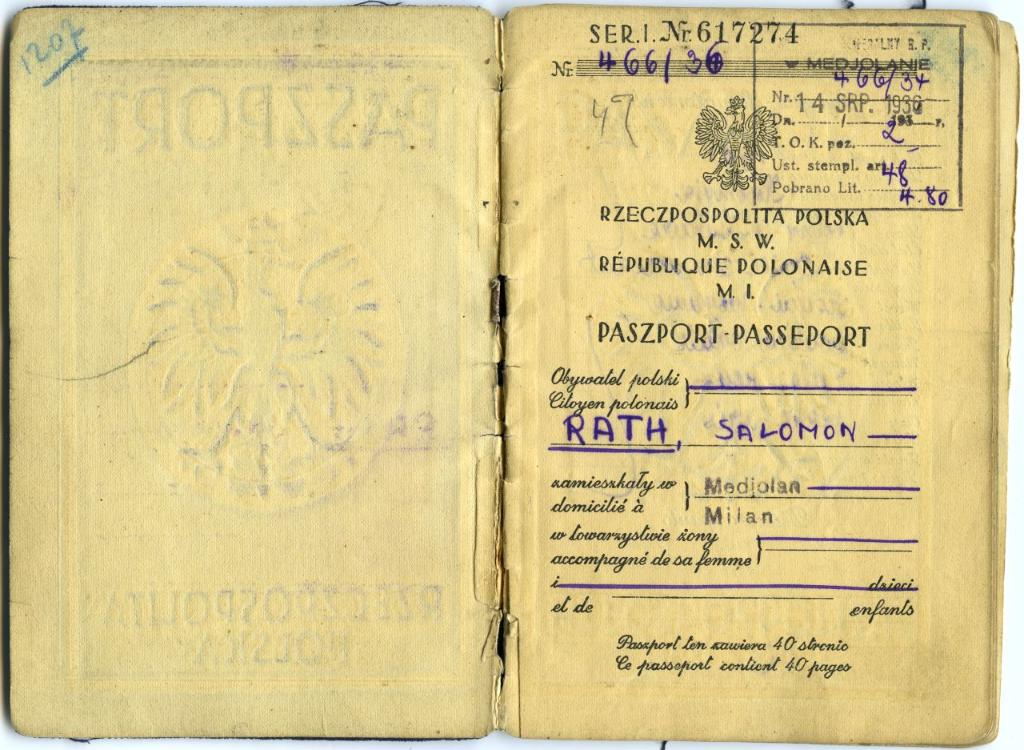 1207
PASZPORT
RZECZPOSPOLITA
POLSKA
SER.I. Nr. 617274
Nr. 466/36
47
R. P.
w MEDJOLANIE
466/34
Nr. 14 SRP. 1936
Dn. / 193 r,
T. O. K. poz. 2
Ust. stempl. art 48
Pobrano Lit. 4.80
RZECZPOSPOLITA POLSKA
M. S. W.
RÉPUBLIQUE POLONAISE
M. I.
PASZPORT-PASSEPORT
Obywatel polski
Citoyen polonais
RATH, SALOMON
zamieszkały w Medjolan
domicilié à Milan
w towarzystwie żony
accompagné de sa femme
i dzieci
et de enfants
Paszport ten zawiera 40 stronic
Ce passeport contient 40 pages